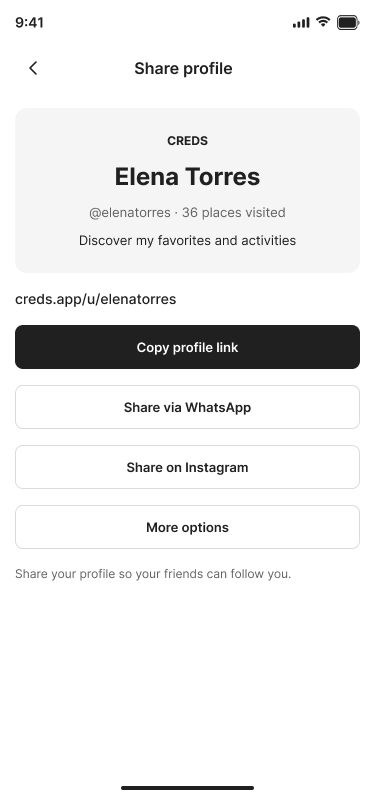 9:41
Share profile
CREDS
Elena Torres
@elenatorres · 36 places visited
Discover my favorites and activities
creds.app/u/elenatorres
Copy profile link
Share via WhatsApp
Share on Instagram
More options
Share your profile so your friends can follow you.